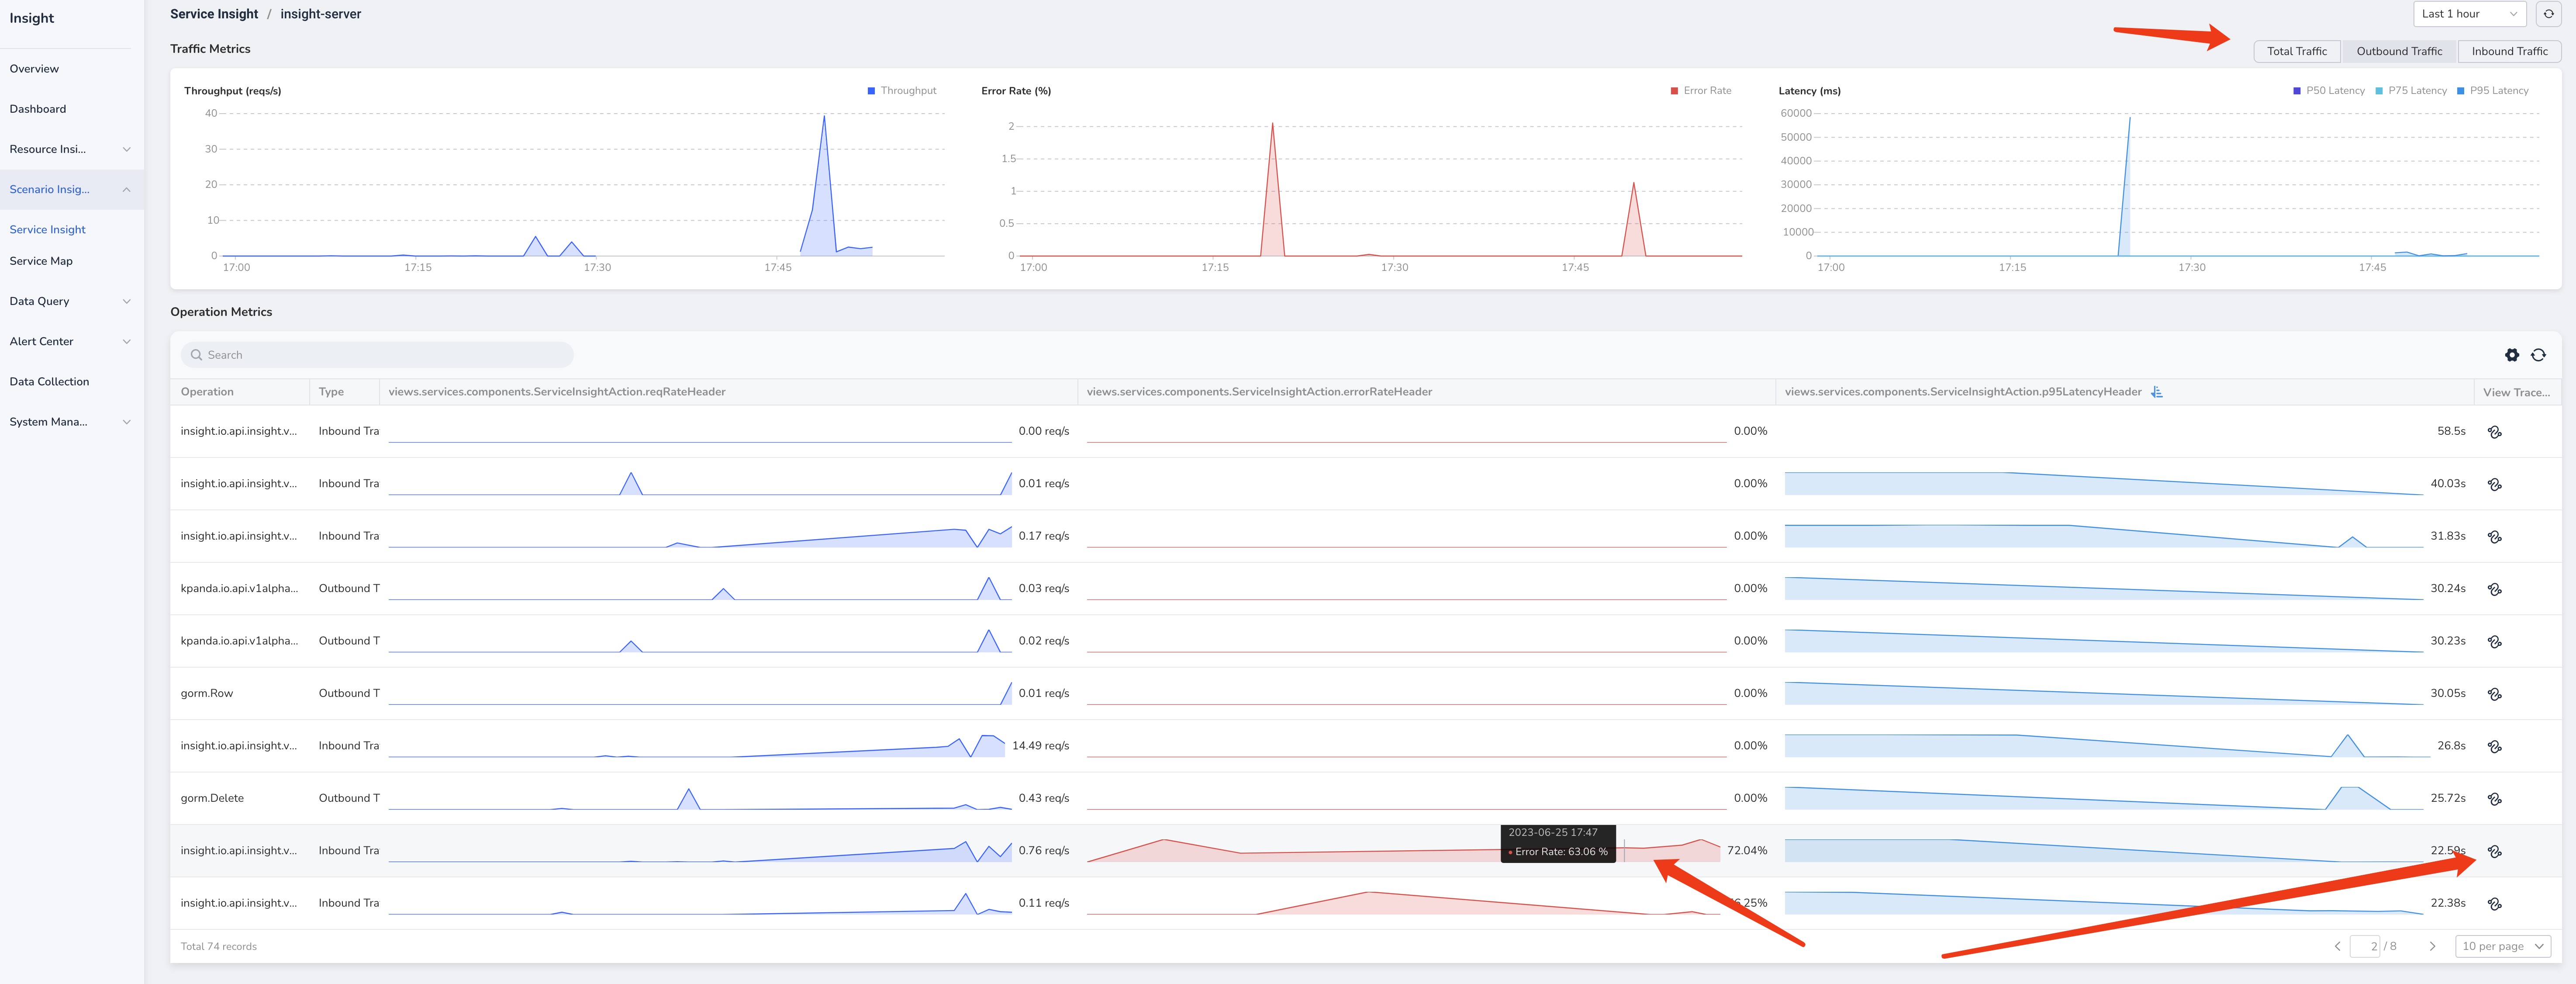 Insight
Overview
Dashboard
Resource Insi...
Scenario Insig...
Service Insight
Service Map
Data Query
Alert Center
Data Collection
System Mana...
Service Insight / insight-server
Last 1 hour
Traffic Metrics
Total Traffic Outbound Traffic Inbound Traffic
Throughput (reqs/s)
Throughput
40
30
20
10
0
17:00 17:15 17:30 17:45
Error Rate (%)
Error Rate
2
1.5
1
0.5
0
17:00 17:15 17:30 17:45
Latency (ms)
P50 Latency P75 Latency P95 Latency
60000
50000
40000
30000
20000
10000
0
17:00 17:15 17:30 17:45
Operation Metrics
Search
Operation Type views.services.components.ServiceInsightAction.reqRateHeader views.services.components.ServiceInsightAction.errorRateHeader views.services.components.ServiceInsightAction.p95LatencyHeader View Trace...
insight.io.api.insight.v... Inbound Tra 0.00 req/s 0.00% 58.5s
insight.io.api.insight.v... Inbound Tra 0.01 req/s 0.00% 40.03s
insight.io.api.insight.v... Inbound Tra 0.17 req/s 0.00% 31.83s
kpanda.io.api.v1alpha... Outbound T 0.03 req/s 0.00% 30.24s
kpanda.io.api.v1alpha... Outbound T 0.02 req/s 0.00% 30.23s
gorm.Row Outbound T 0.01 req/s 0.00% 30.05s
insight.io.api.insight.v... Inbound Tra 14.49 req/s 0.00% 26.8s
gorm.Delete Outbound T 0.43 req/s 0.00% 25.72s
2023-06-25 17:47
Error Rate: 63.06 %
insight.io.api.insight.v... Inbound Tra 0.76 req/s 72.04% 22.59s
insight.io.api.insight.v... Inbound Tra 0.11 req/s 22.38s
Total 74 records
2 / 8
10 per page